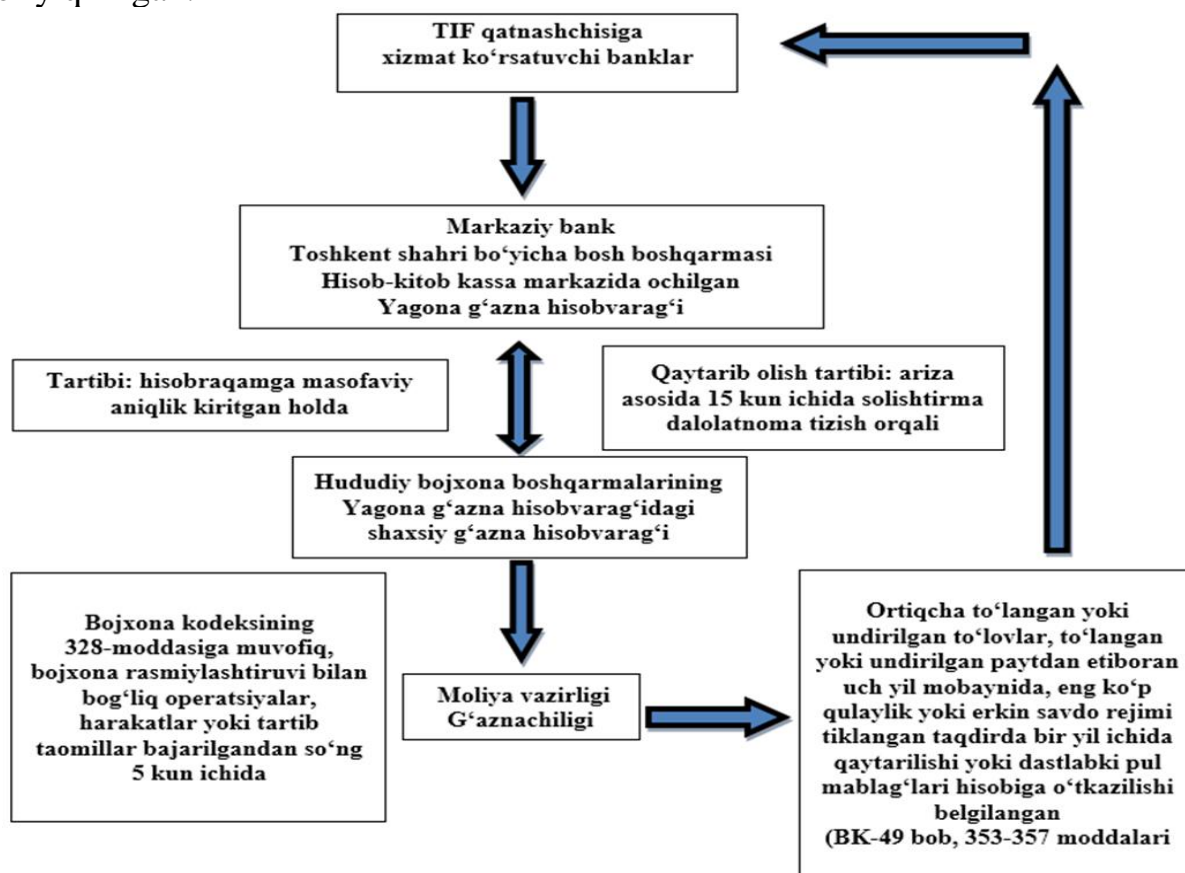 TIF qatnashchisiga
xizmat ko‘rsatuvchi banklar
Markaziy bank
Toshkent shahri bo‘yicha bosh boshqarmasi
Hisob-kitob kassa markazida ochilgan
Yagona g‘azna hisobvarag‘i
Tartibi: hisobraqamga masofaviy
aniqlik kiritgan holda
Qaytarib olish tartibi: ariza
asosida 15 kun ichida solishtirma
dalolatnoma tizish orqali
Hududiy bojxona boshqarmalarining
Yagona g‘azna hisobvarag‘idagi
shaxsiy g‘azna hisobvarag‘i
Bojxona kodeksining
328-moddasiga muvofiq,
bojxona rasmiylashtiruvi bilan
bog‘liq operatsiyalar,
harakatlar yoki tartib
taomillar bajarilgandan so‘ng
5 kun ichida
Moliya vazirligi
G‘aznachiligi
Ortiqcha to‘langan yoki
undirilgan to‘lovlar, to‘langan
yoki undirilgan paytdan etiboran
uch yil mobaynida, eng ko‘p
qulaylik yoki erkin savdo rejimi
tiklangan taqdirda bir yil ichida
qaytarilishi yoki dastlabki pul
mablag‘lari hisobiga o‘tkazilishi
belgilangan
(BK-49 bob, 353-357 moddalari